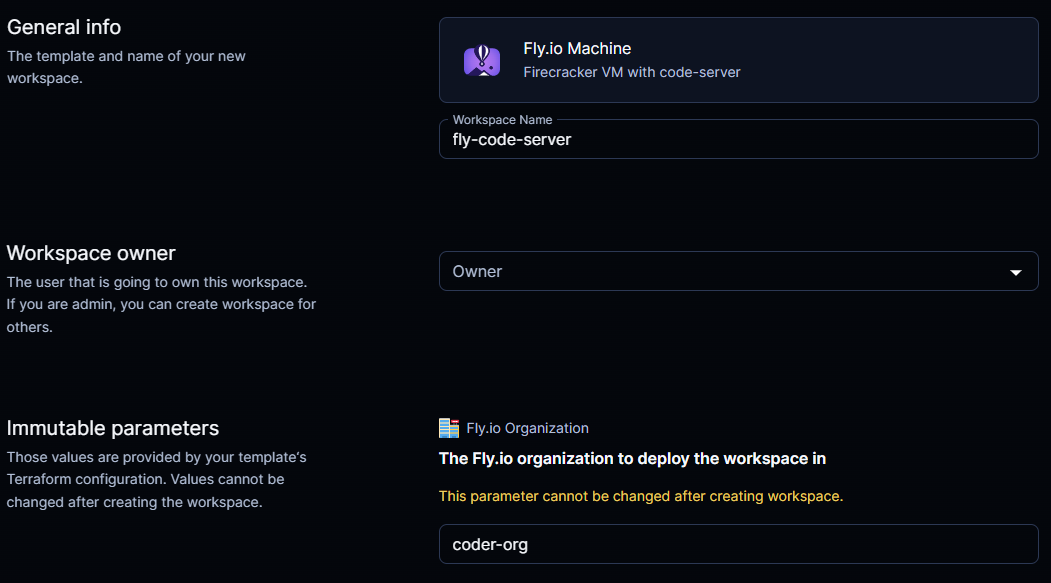 General info
The template and name of your new
workspace.
Fly.io Machine
Firecracker VM with code-server
Workspace Name
fly-code-server
Workspace owner
The user that is going to own this workspace.
If you are admin, you can create workspace for
others.
Owner
Immutable parameters
Those values are provided by your template‘s
Terraform configuration. Values cannot be
changed after creating the workspace.
Fly.io Organization
The Fly.io organization to deploy the workspace in
This parameter cannot be changed after creating workspace.
coder-org